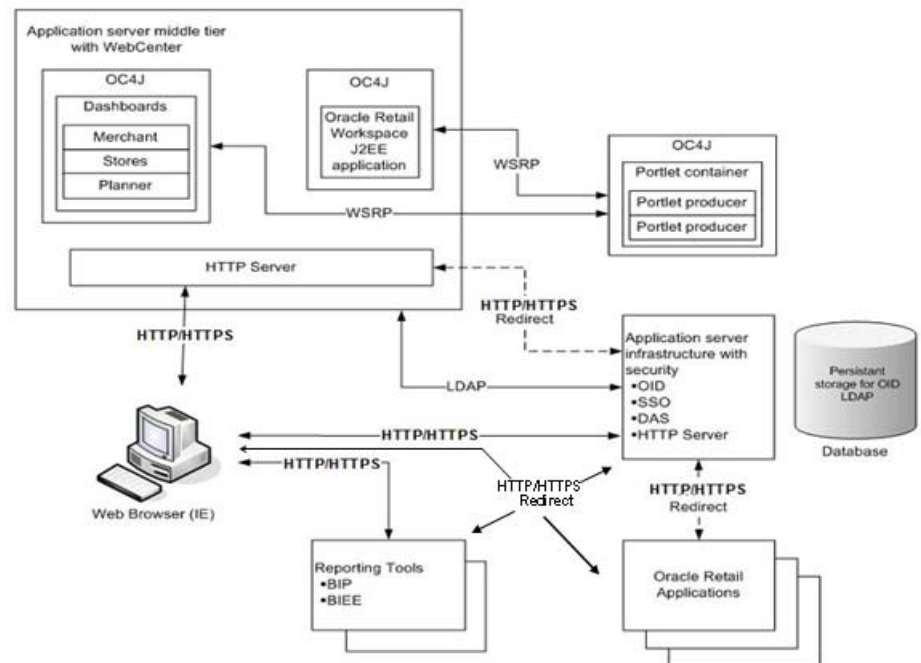 Application server middle tier
with WebCenter
OC4J
Dashboards
Merchant
Stores
Planner
OC4J
Oracle Retail
Workspace
J2EE
application
WSRP
WSRP
OC4J
Portlet container
Portlet producer
Portlet producer
HTTP Server
HTTP/HTTPS
HTTP/HTTPS
Redirect
LDAP
Application server
infrastructure with
security
•OID
•SSO
•DAS
•HTTP Server
Persistant
storage for OID
LDAP
Database
HTTP/HTTPS
HTTP/HTTPS
Web Browser (IE)
HTTP/HTTPS
Redirect
HTTP/HTTPS
Redirect
Reporting Tools
•BIP
•BIEE
Oracle Retail
Applications